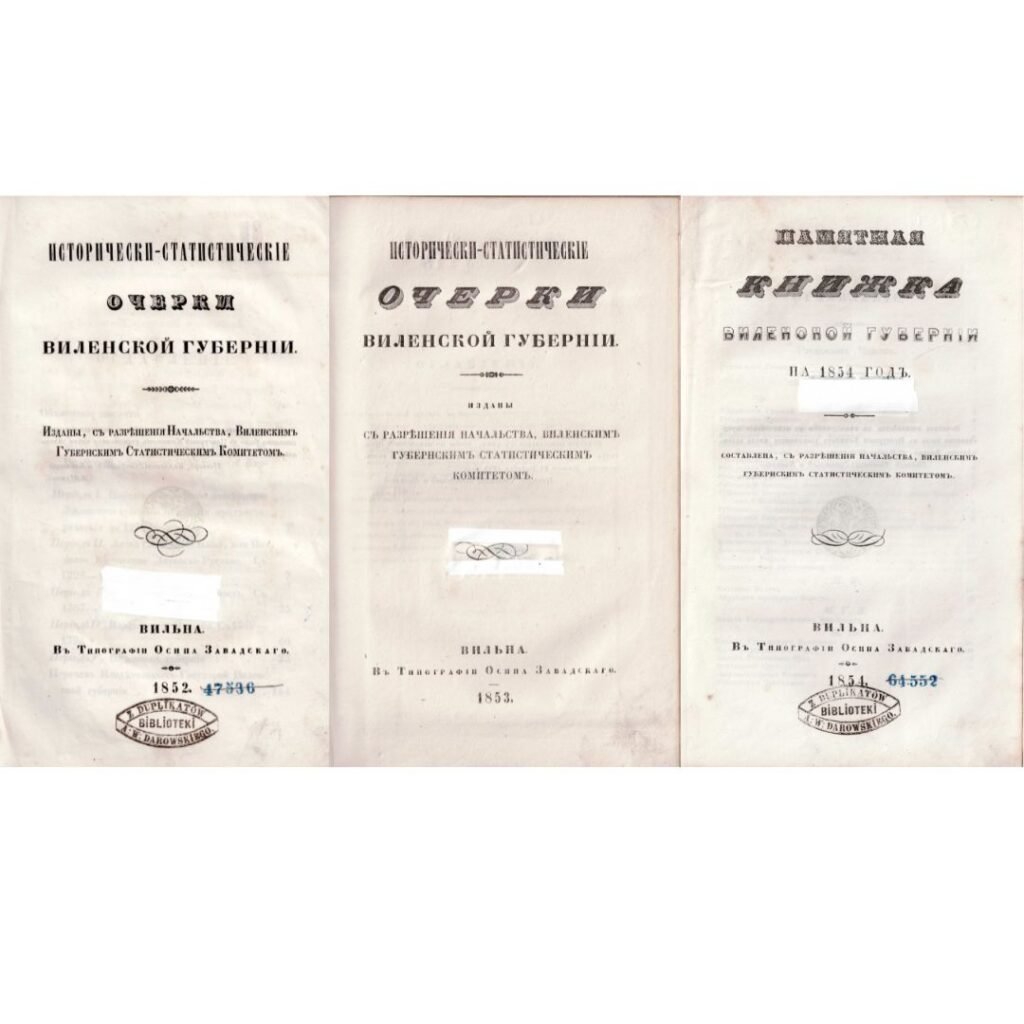 ИСТОРИЧЕСКИ-СТАТИСТИЧЕСКІЕ
ОЧЕРКИ
ВИЛЕНСКОЙ ГУБЕРНІИ.
Изданы, съ разрѣшенія Начальства, Виленскимъ
Губернскимъ Статистическимъ Комитетомъ.
ВИЛЬНА.
Въ Типографіи Осипа Завадскаго.
1852. 47536
Z DUPLIKATÓW
BIBLIOTEKI
A. W. DAROWSKIEGO.
ИСТОРИЧЕСКИ-СТАТИСТИЧЕСКІЕ
ОЧЕРКИ
ВИЛЕНСКОЙ ГУБЕРНІИ.
ИЗДАНЫ
СЪ РАЗРѢШЕНІЯ НАЧАЛЬСТВА, ВИЛЕНСКИМЪ
ГУБЕРНСКИМЪ СТАТИСТИЧЕСКИМЪ
КОМИТЕТОМЪ.
ВИЛЬНА.
Въ Типографіи Осипа Завадскаго.
1853.
ПАМЯТНАЯ
КНИЖКА
ВИЛЕНСКОЙ ГУБЕРНІИ
НА 1854 ГОДЪ.
СОСТАВЛЕНА, СЪ РАЗРѢШЕНІЯ НАЧАЛЬСТВА, ВИЛЕНСКИМЪ
ГУБЕРНСКИМЪ СТАТИСТИЧЕСКИМЪ КОМИТЕТОМЪ.
ВИЛЬНА.
Въ Типографіи Осипа Завадскаго.
1854. 64552
Z DUPLIKATÓW
BIBLIOTEKI
A. W. DAROWSKIEGO.